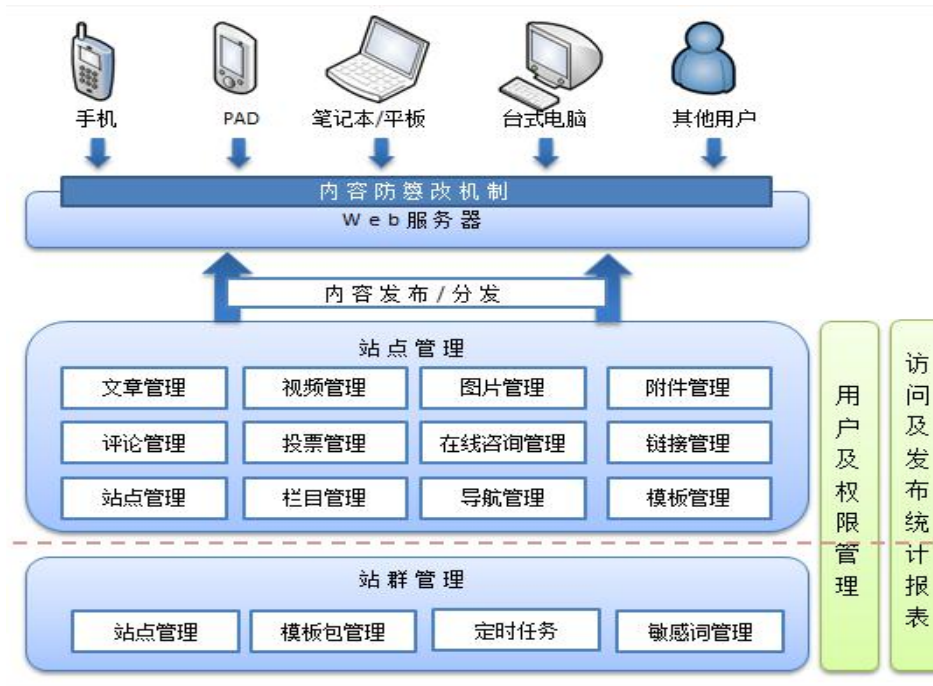 手机
PAD
笔记本/平板
台式电脑
其他用户
内容防篡改机制
Web服务器
内容发布/分发
站点管理
文章管理
视频管理
图片管理
附件管理
评论管理
投票管理
在线咨询管理
链接管理
站点管理
栏目管理
导航管理
模板管理
站群管理
站点管理
模板包管理
定时任务
敏感词管理
用户及权限管理
访问及发布统计报表